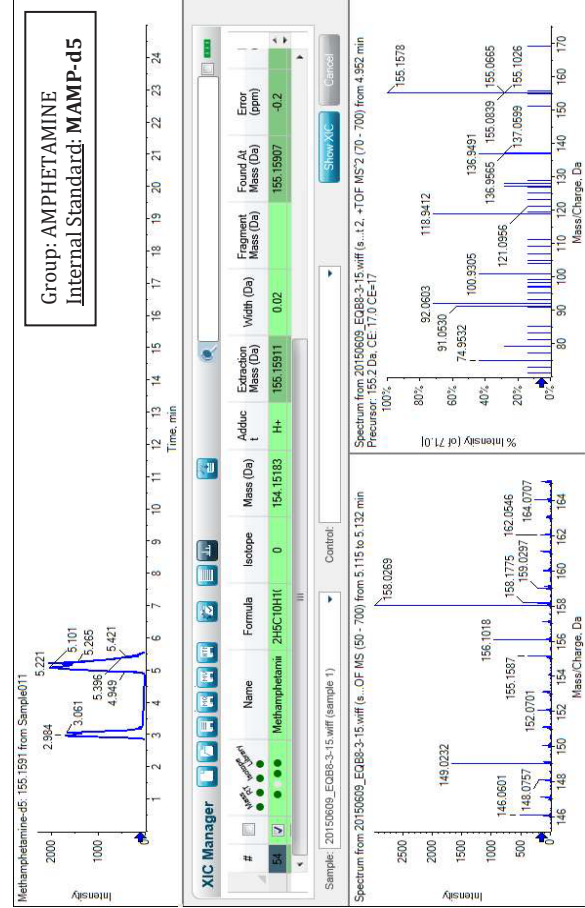 Group: AMPHETAMINE
Internal Standard: MAMP-d5
Methamphetamine-d5: 155.1591 from Sample011
Intensity
2000
1000
0
2.984
3.061
5.221
5.101
5.265
5.421
5.396
4.949
1 2 3 4 5 6 7 8 9 10 11 12 13 14 15 16 17 18 19 20 21 22 23 24
Time, min
XIC Manager
# Mass RT Isotope Library Name Formula Isotope Mass (Da) Adduct Extraction Mass (Da) Width (Da) Fragment Mass (Da) Found At Mass (Da) Error (ppm)
54 Methamphetamii 2H5C10H1( 0 154.15183 H+ 155.15911 0.02 155.15907 -0.2
Sample: 20150609_EQB8-3-15.wiff (sample 1) Control: Show XIC Cancel
Spectrum from 20150609_EQB8-3-15.wiff (s...OF MS (50 - 700) from 5.115 to 5.132 min
Intensity
2500
2000
1500
1000
500
0
146.0601
148.0757
149.0232
152.0701
155.1587
156.1018
158.0269
158.1775
159.0297
162.0546
164.0707
146 148 150 152 154 156 158 160 162 164
Mass/Charge, Da
Spectrum from 20150609_EQB8-3-15.wiff (s...t 2, +TOF MS^2 (70 - 700) from 4.952 min
Precursor: 155.2 Da, CE: 17.0 CE=17
% Intensity (of 71.0)
100%
80%
60%
40%
20%
0%
74.9532
91.0530
92.0603
100.9305
118.9412
121.0956
136.9491
136.9565
137.0599
155.1578
155.0665
155.0839
155.1026
80 90 100 110 120 130 140 150 160 170
Mass/Charge, Da